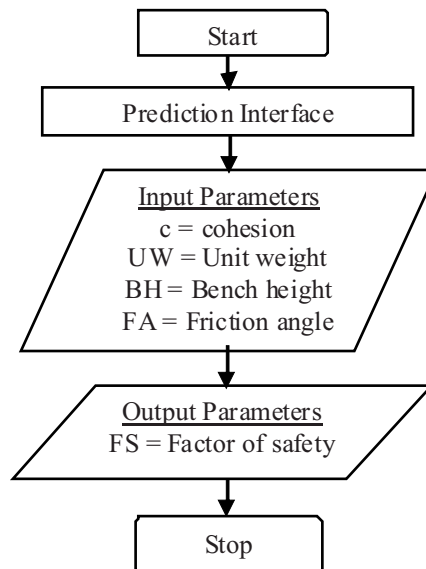 Start
Prediction Interface
Input Parameters
c = cohesion
UW = Unit weight
BH = Bench height
FA = Friction angle
Output Parameters
FS = Factor of safety
Stop